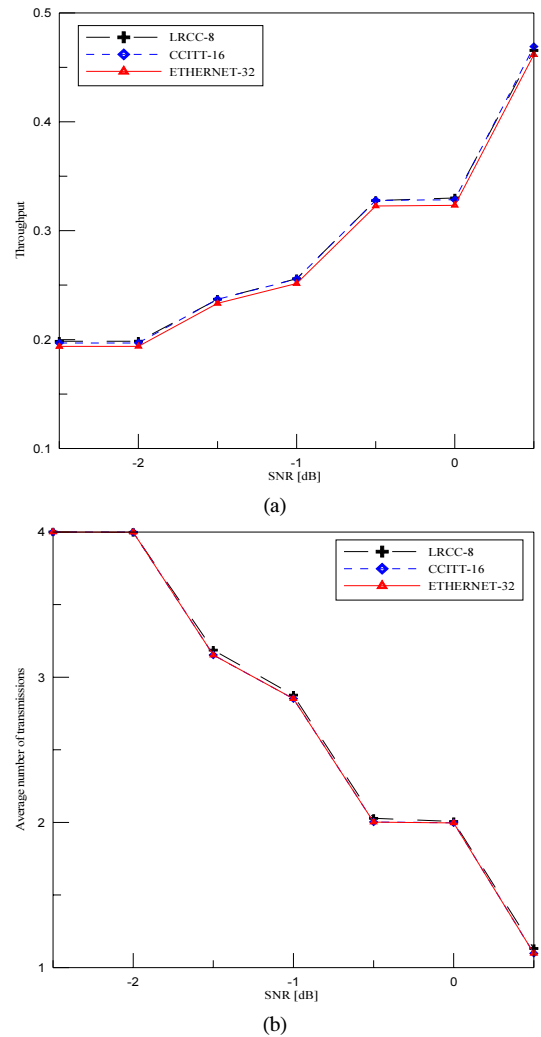 0.5
LRCC-8
CCITT-16
ETHERNET-32
0.4
Throughput
0.3
0.2
0.1
-2
-1
0
SNR [dB]
(a)
4
LRCC-8
CCITT-16
ETHERNET-32
3
Average number of transmissions
2
1
-2
-1
0
SNR [dB]
(b)